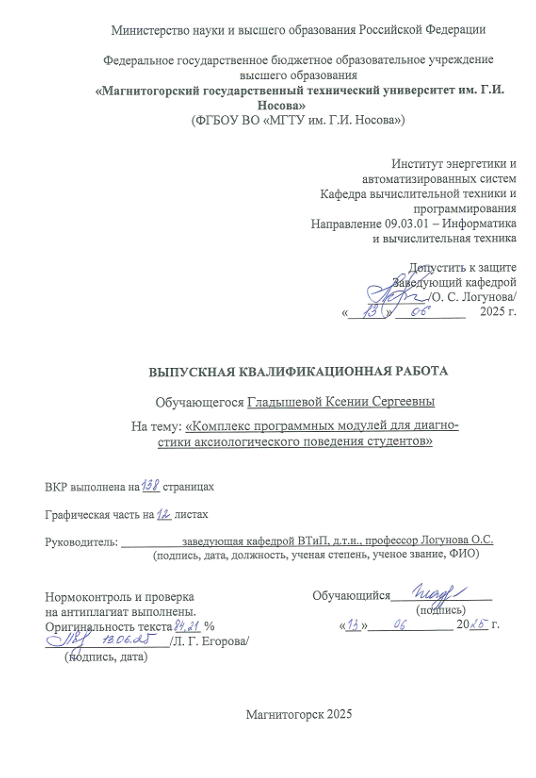 Министерство науки и высшего образования Российской Федерации
Федеральное государственное бюджетное образовательное учреждение
высшего образования
«Магнитогорский государственный технический университет им. Г.И.
Носова»
(ФГБОУ ВО «МГТУ им. Г.И. Носова»)
Институт энергетики и
автоматизированных систем
Кафедра вычислительной техники и
программирования
Направление 09.03.01 – Информатика
и вычислительная техника
Допустить к защите
Заведующий кафедрой
/О. С. Логунова/
«13» 06 2025 г.
ВЫПУСКНАЯ КВАЛИФИКАЦИОННАЯ РАБОТА
Обучающегося Гладышевой Ксении Сергеевны
На тему: «Комплекс программных модулей для диагно-
стики аксиологического поведения студентов»
ВКР выполнена на 138 страницах
Графическая часть на 12 листах
Руководитель: заведующая кафедрой ВТиП, д.т.н., профессор Логунова О.С.
(подпись, дата, должность, ученая степень, ученое звание, ФИО)
Нормоконтроль и проверка
на антиплагиат выполнены.
Оригинальность текста 84,21 %
13.06.25 /Л. Г. Егорова/
(подпись, дата)
Обучающийся
(подпись)
«13» 06 2025 г.
Магнитогорск 2025